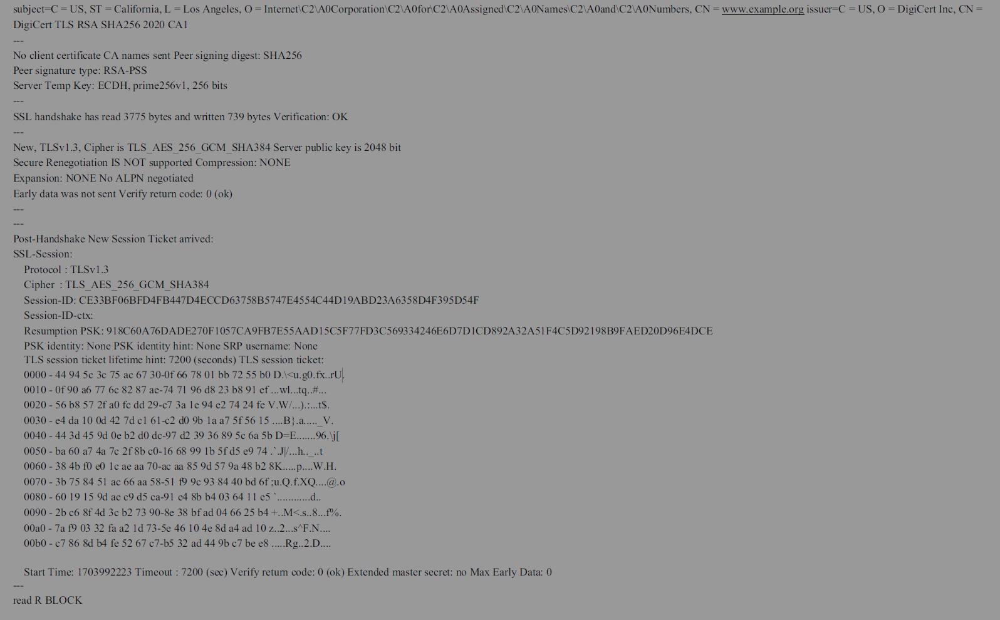 subject=C = US, ST = California, L = Los Angeles, O = Internet\C2\A0Corporation\C2\A0for\C2\A0Assigned\C2\A0Names\C2\A0and\C2\A0Numbers, CN = www.example.org issuer=C = US, O = DigiCert Inc, CN =
DigiCert TLS RSA SHA256 2020 CA1
---
No client certificate CA names sent Peer signing digest: SHA256
Peer signature type: RSA-PSS
Server Temp Key: ECDH, prime256v1, 256 bits
---
SSL handshake has read 3775 bytes and written 739 bytes Verification: OK
---
New, TLSv1.3, Cipher is TLS_AES_256_GCM_SHA384 Server public key is 2048 bit
Secure Renegotiation IS NOT supported Compression: NONE
Expansion: NONE No ALPN negotiated
Early data was not sent Verify return code: 0 (ok)
---
---
Post-Handshake New Session Ticket arrived:
SSL-Session:
Protocol : TLSv1.3
Cipher : TLS_AES_256_GCM_SHA384
Session-ID: CE33BF06BFD4FB447D4ECCD63758B5747E4554C44D19ABD23A6358D4F395D54F
Session-ID-ctx:
Resumption PSK: 918C60A76DADE270F1057CA9FB7E55AAD15C5F77FD3C569334246E6D7D1CD892A32A51F4C5D92198B9FAED20D96E4DCE
PSK identity: None PSK identity hint: None SRP username: None
TLS session ticket lifetime hint: 7200 (seconds) TLS session ticket:
0000 - 44 94 5c 3c 75 ac 67 30-0f 66 78 01 bb 72 55 b0 D.\<u.g0.fx..rU.
0010 - 0f 90 a6 77 6c 82 87 ae-74 71 96 d8 23 b8 91 ef ...wl...tq..#...
0020 - 56 b8 57 2f a0 fc dd 29-c7 3a 1e 94 e2 74 24 fe V.W/...).:...t$.
0030 - e4 da 10 0d 42 7d c1 61-c2 d0 9b 1a a7 5f 56 15 ....B}.a....._V.
0040 - 44 3d 45 9d 0e b2 d0 dc-97 d2 39 36 89 5c 6a 5b D=E.......96.\j[
0050 - ba 60 a7 4a 7c 2f 8b c0-16 68 99 1b 5f d5 e9 74 .`.J|/...h.._..t
0060 - 38 4b f0 e0 1c ae aa 70-ac aa 85 9d 57 9a 48 b2 8K.....p....W.H.
0070 - 3b 75 84 51 ac 66 aa 58-51 f9 9c 93 84 40 bd 6f ;u.Q.f.XQ....@.o
0080 - 60 19 15 9d ae c9 d5 ca-91 e4 8b b4 03 64 11 e5 `............d..
0090 - 2b c6 8f 4d 3c b2 73 90-8e 38 bf ad 04 66 25 b4 +..M<.s..8...f%.
00a0 - 7a f9 03 32 fa a2 1d 73-5e 46 10 4e 8d a4 ad 10 z..2...s^F.N....
00b0 - c7 86 8d b4 fe 52 67 c7-b5 32 ad 44 9b c7 be e8 .....Rg..2.D....
Start Time: 1703992223 Timeout : 7200 (sec) Verify return code: 0 (ok) Extended master secret: no Max Early Data: 0
---
read R BLOCK